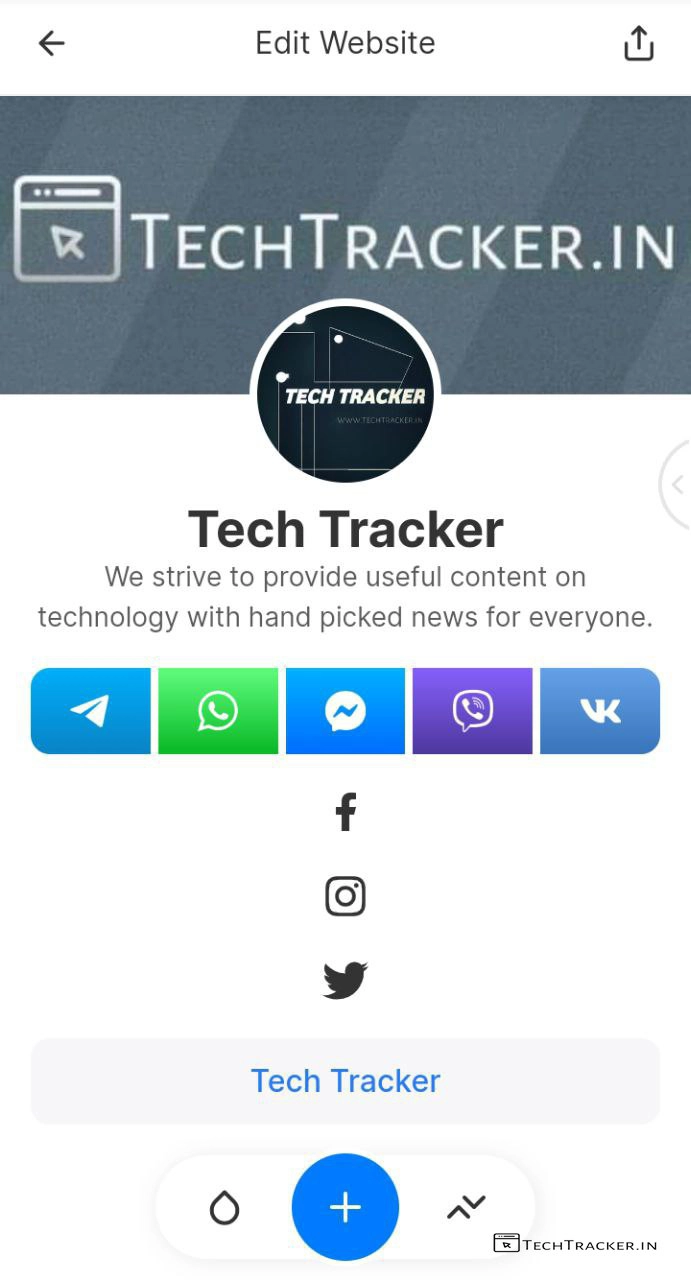 Edit Website
TECHTRACKER.IN
TECH TRACKER
WWW.TECHTRACKER.IN
Tech Tracker
We strive to provide useful content on
technology with hand picked news for everyone.
Tech Tracker
TECHTRACKER.IN